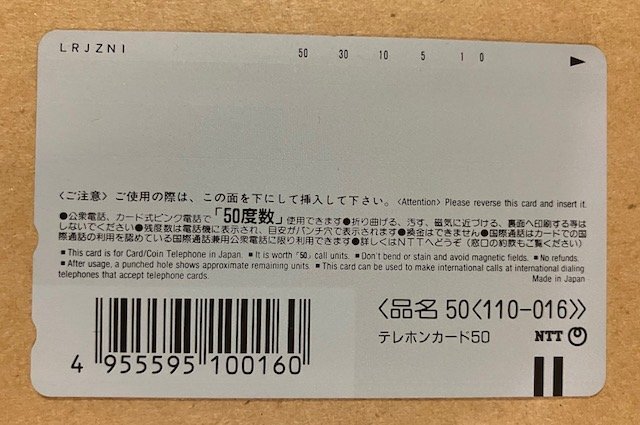 LRJZNI
50 30 10 5 1 0
〈ご注意〉ご使用の際は、この面を下にして挿入して下さい。〈Attention〉Please reverse this card and insert it.
●公衆電話、カード式ピンク電話で「50度数」使用できます●折り曲げる、汚す、磁気に近づける、裏面へ印刷する等は
しないでください●残度数は電話機に表示され、目安がパンチ穴で表示されます●換金はできません●国際通話はカードでの国
際通話の利用を認めている国際通話兼用公衆電話に限り利用できます●詳しくはNTTへどうぞ(窓口の約款もご覧ください)
■This card is for Card/Coin Telephone in Japan. ■It is worth「50」call units. ■Don't bend or stain and avoid magnetic fields. ■No refunds.
■After usage, a punched hole shows approximate remaining units. ■This card can be used to make international calls at international dialing
telephones that accept telephone cards.
Made in Japan
〈品名 50〈110-016〉〉
テレホンカード50 NTT
4 955595 100160